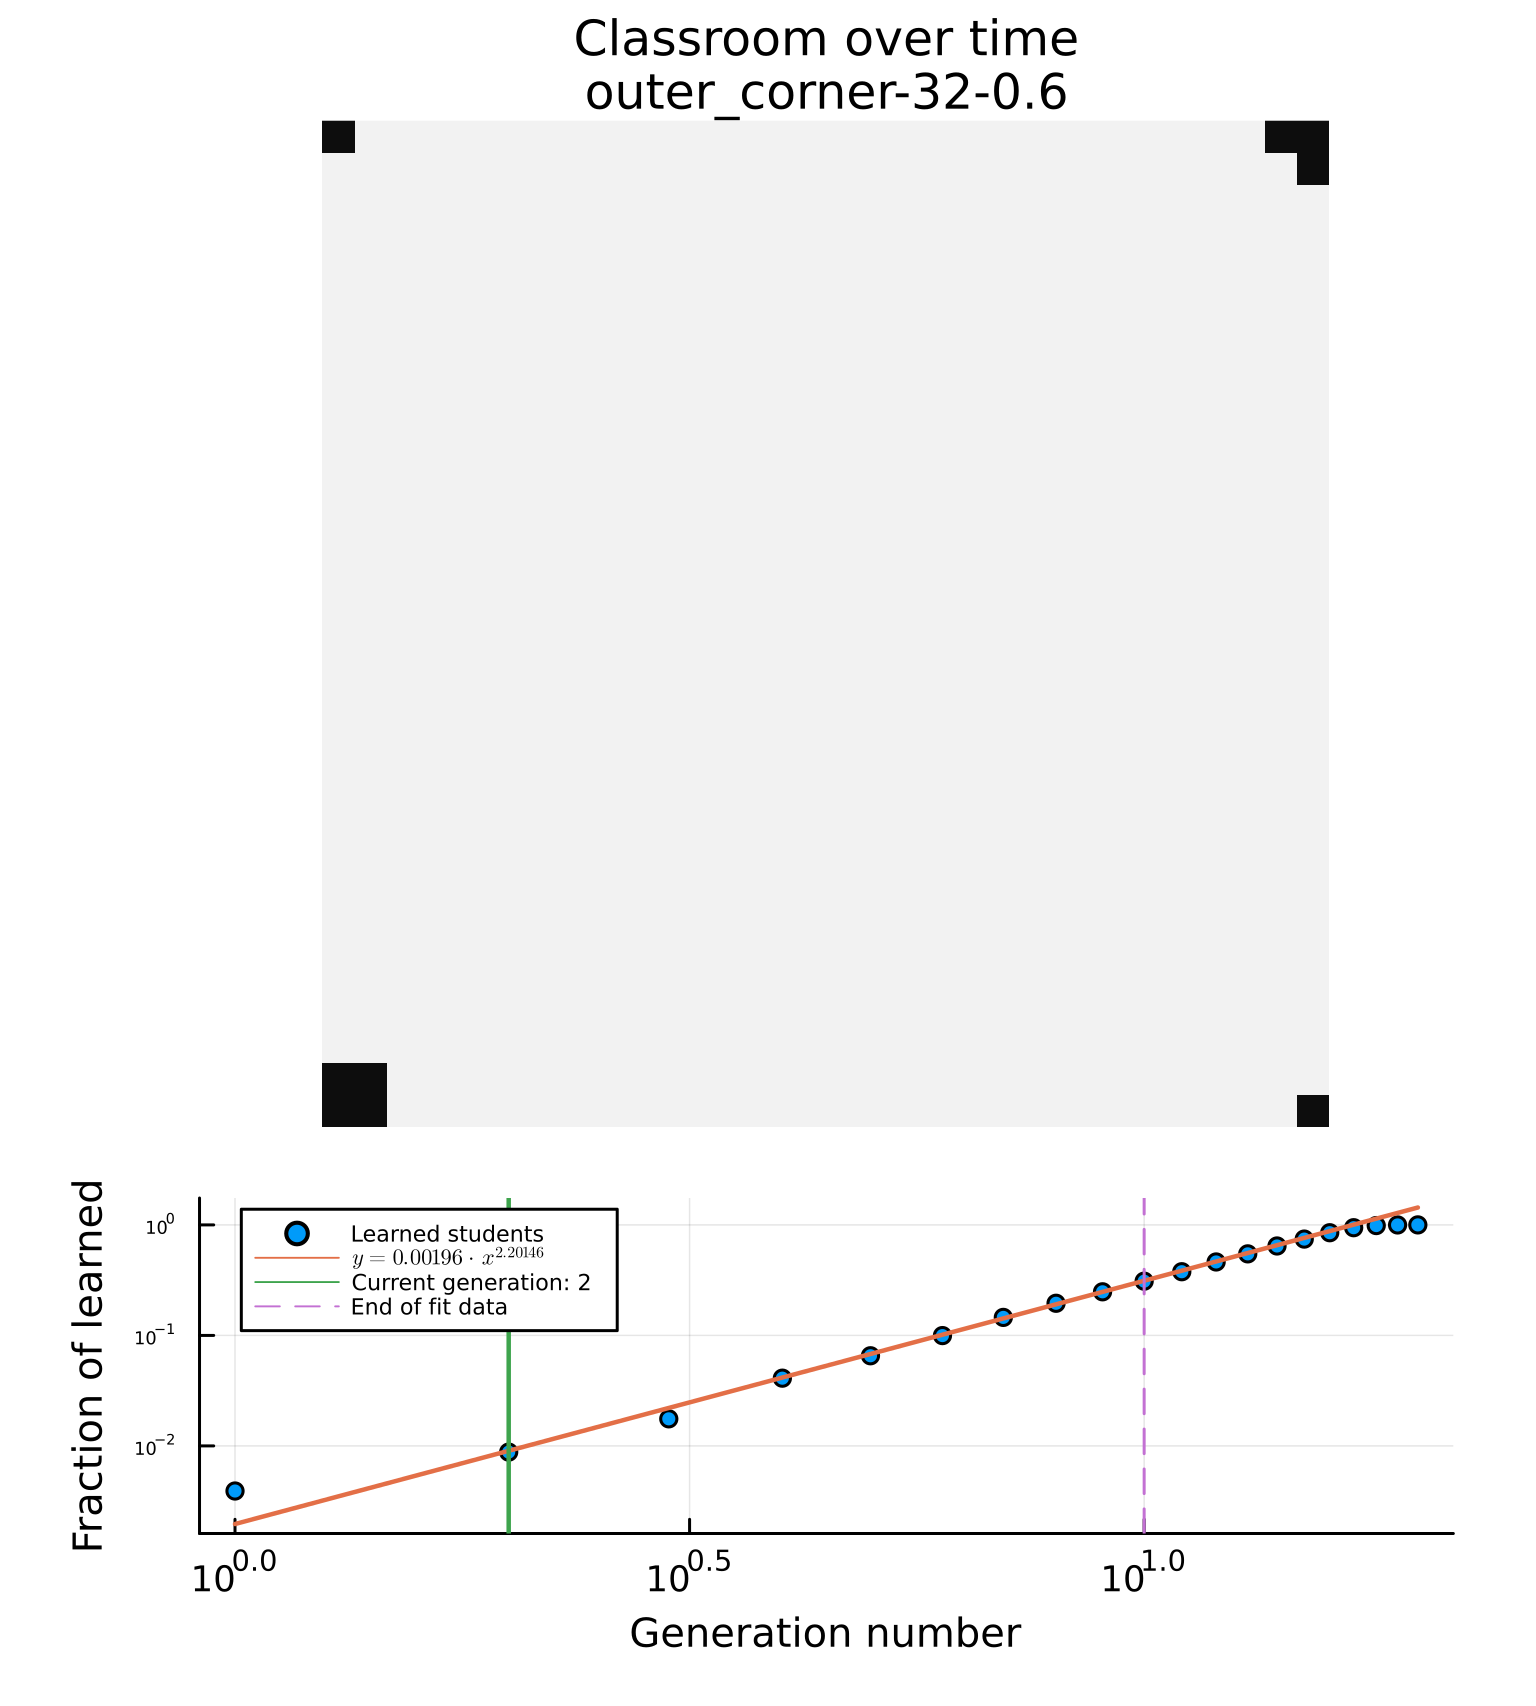 Classroom over time
outer_corner-32-0.6
Fraction of learned
10⁰
10⁻¹
10⁻²
Learned students
y = 0.00196 · x^2.20146
Current generation: 2
End of fit data
10^0.0 10^0.5 10^1.0
Generation number